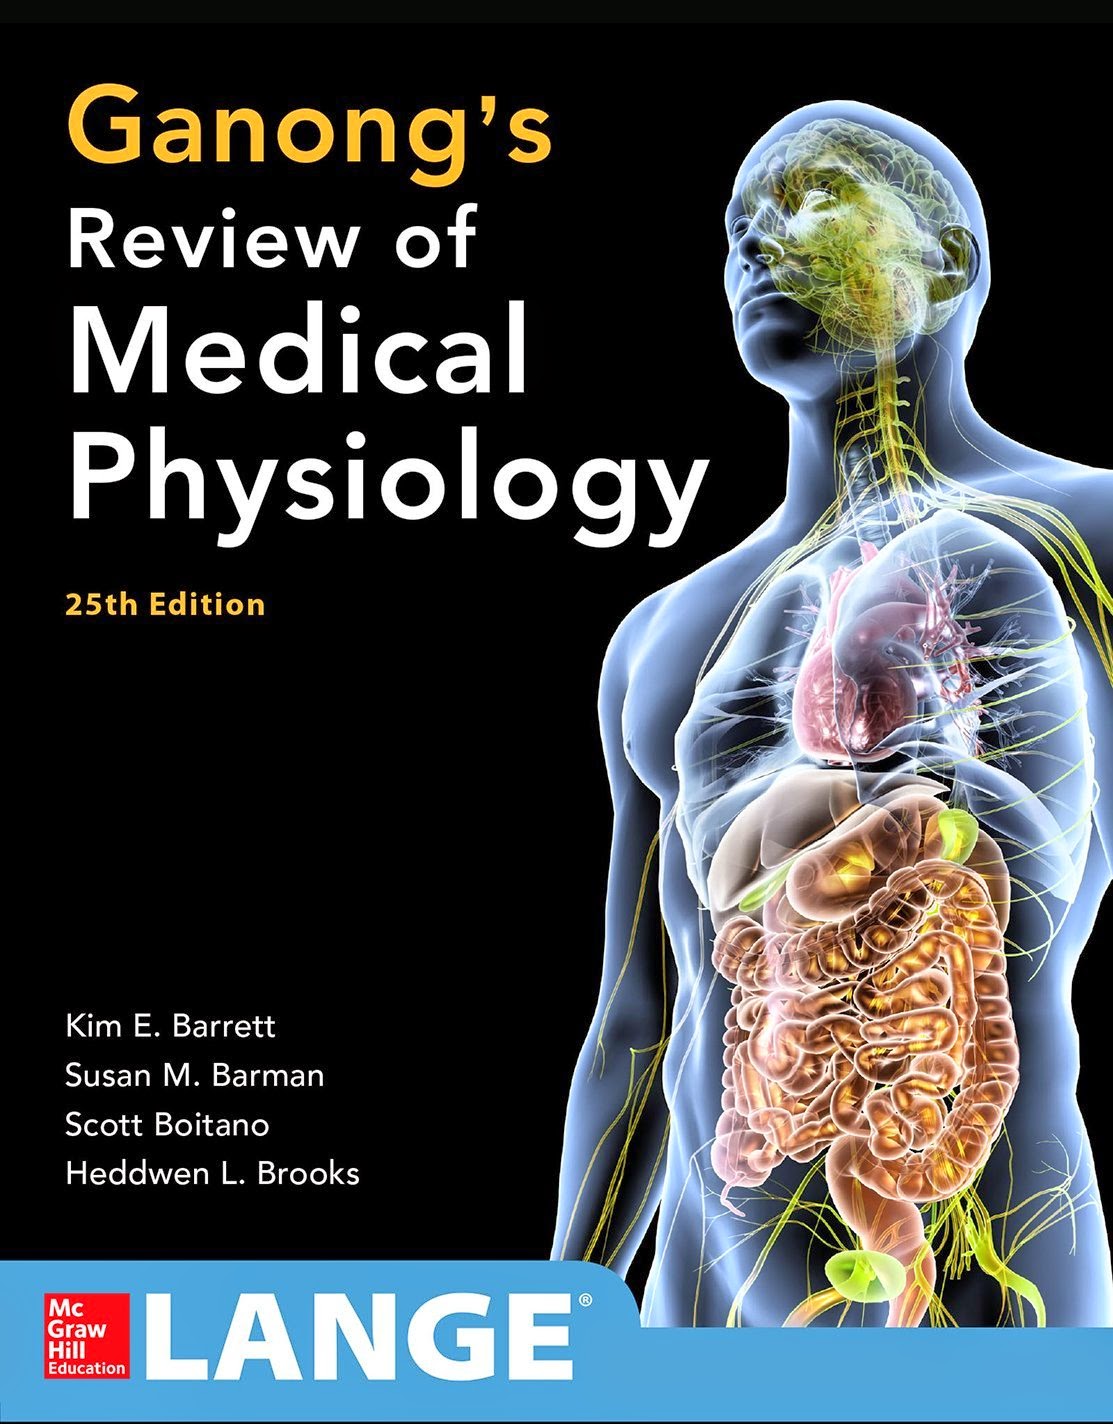 Ganong’s
Review of
Medical
Physiology
25th Edition
Kim E. Barrett
Susan M. Barman
Scott Boitano
Heddwen L. Brooks
Mc
Graw
Hill
Education
LANGE®